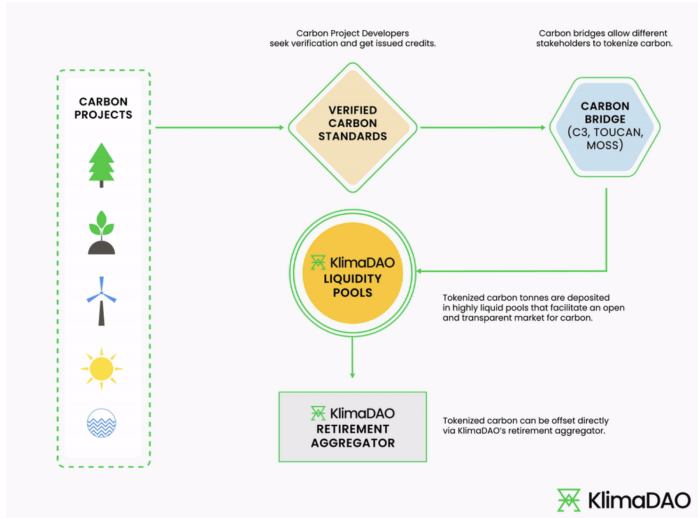 Carbon Project Developers
seek verification and get issued credits.
Carbon bridges allow different
stakeholders to tokenize carbon.
CARBON
PROJECTS
VERIFIED
CARBON
STANDARDS
CARBON
BRIDGE
(C3, TOUCAN,
MOSS)
KlimaDAO
LIQUIDITY
POOLS
Tokenized carbon tonnes are deposited
in highly liquid pools that facilitate an open
and transparent market for carbon.
KlimaDAO
RETIREMENT
AGGREGATOR
Tokenized carbon can be offset directly
via KlimaDAO's retirement aggregator.
KlimaDAO